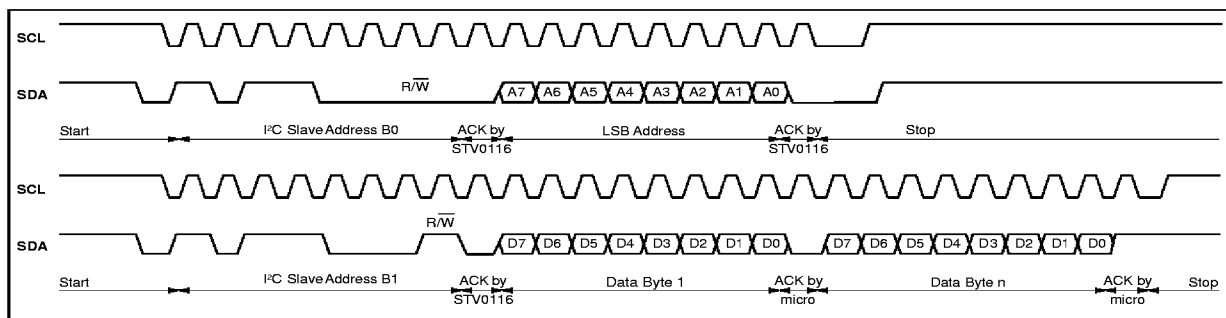 SCL
R/W
SDA A7 A6 A5 A4 A3 A2 A1 A0
Start I²C Slave Address B0 ACK by STV0116 LSB Address ACK by STV0116 Stop
SCL
R/W
SDA D7 D6 D5 D4 D3 D2 D1 D0 D7 D6 D5 D4 D3 D2 D1 D0
Start I²C Slave Address B1 ACK by STV0116 Data Byte 1 ACK by micro Data Byte n ACK by micro Stop